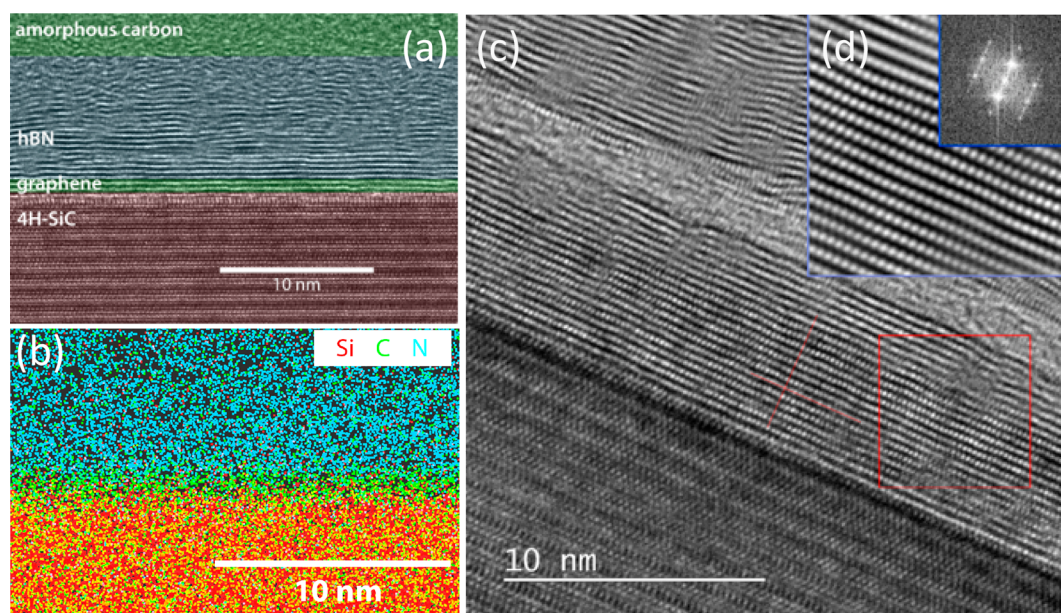 (a)
amorphous carbon
hBN
graphene
4H-SiC
10 nm
(b)
Si C N
10 nm
(c)
10 nm
(d)